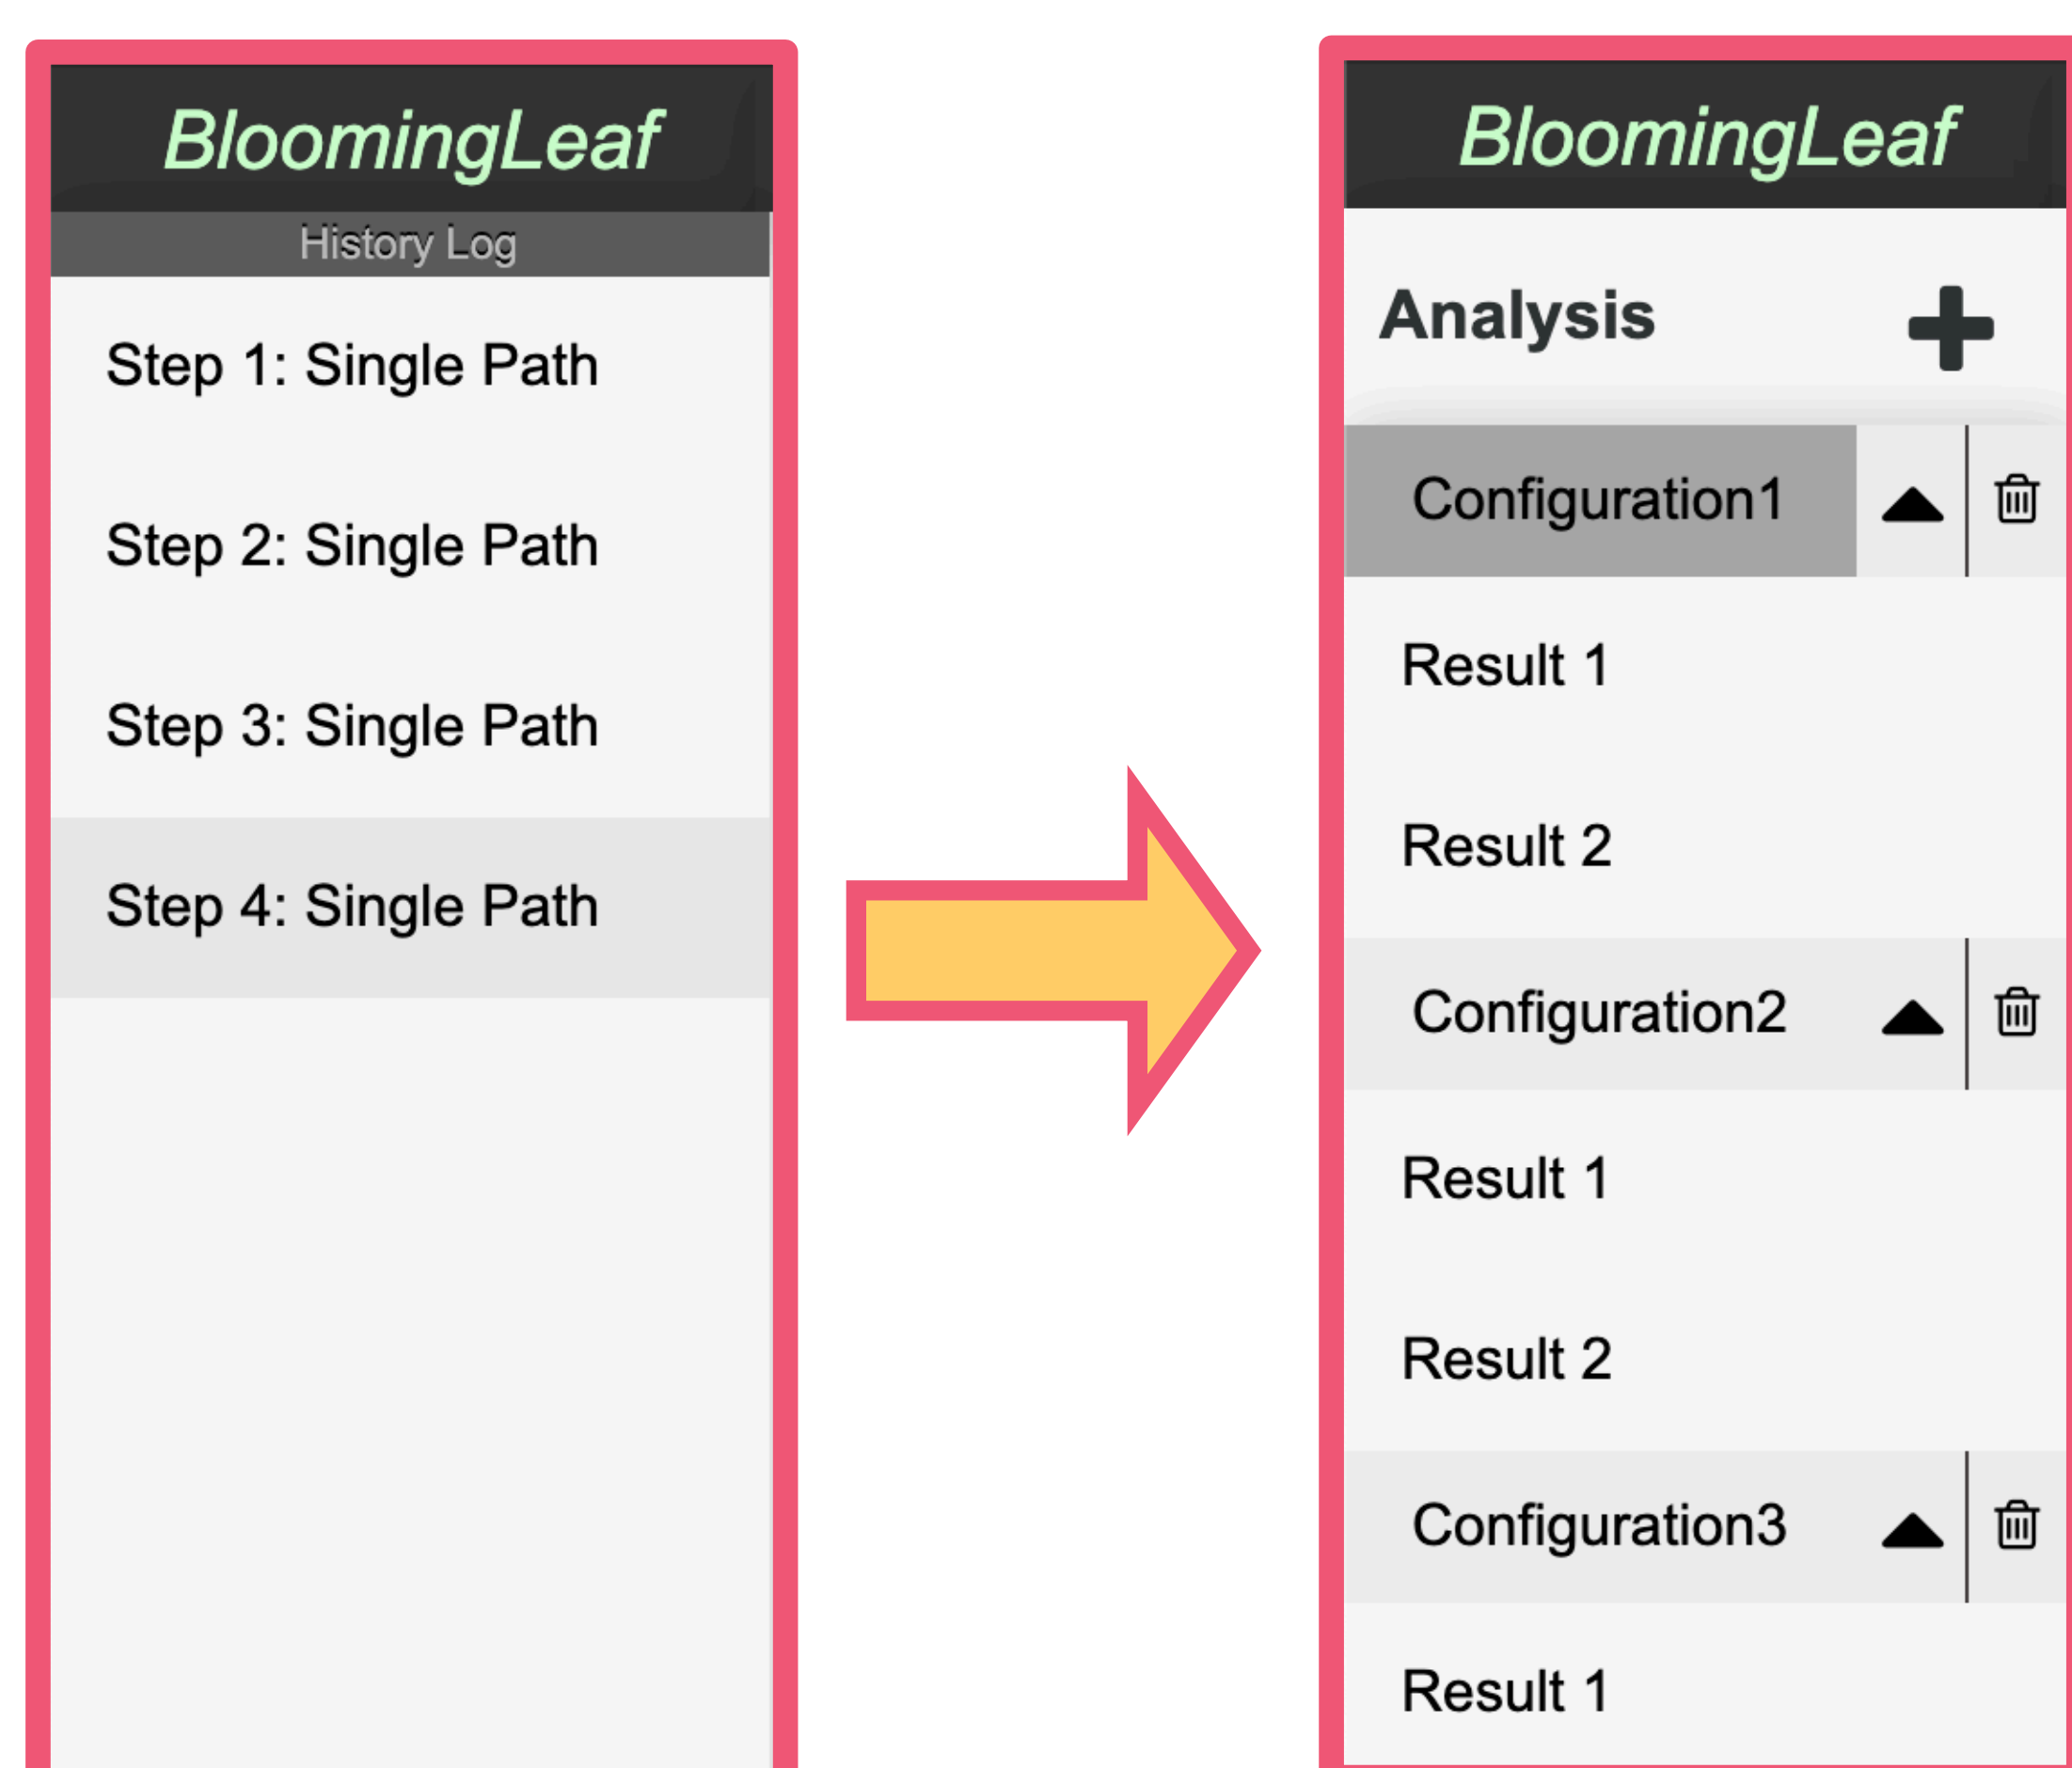 BloomingLeaf
History Log
Step 1: Single Path
Step 2: Single Path
Step 3: Single Path
Step 4: Single Path
BloomingLeaf
Analysis
Configuration1
Result 1
Result 2
Configuration2
Result 1
Result 2
Configuration3
Result 1